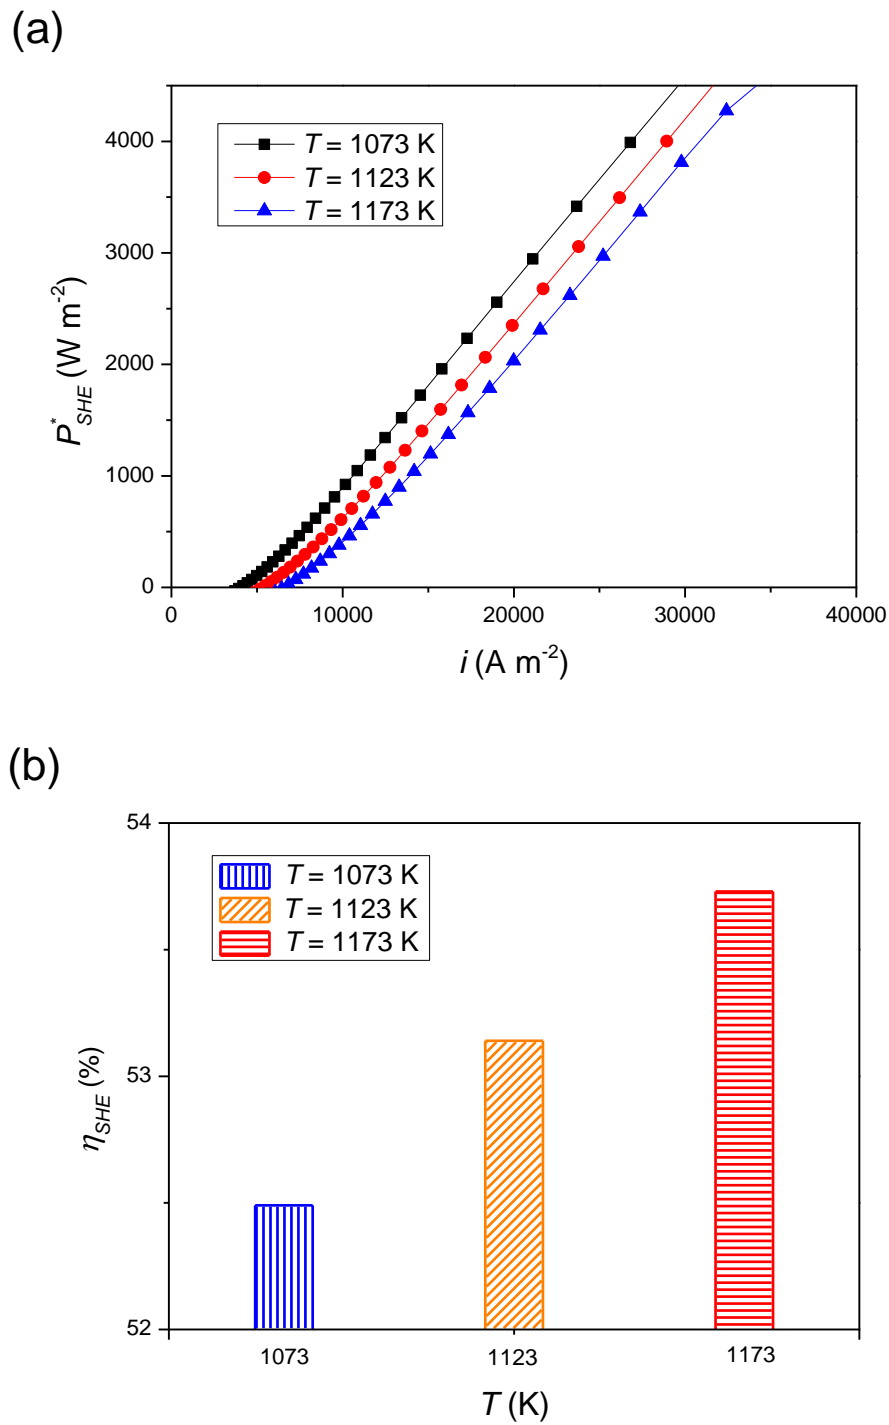 (a)
4000
3000
2000
1000
0
P*SHE (W m-2)
T = 1073 K
T = 1123 K
T = 1173 K
0 10000 20000 30000 40000
i (A m-2)
(b)
54
53
52
ηSHE (%)
T = 1073 K
T = 1123 K
T = 1173 K
1073 1123 1173
T (K)